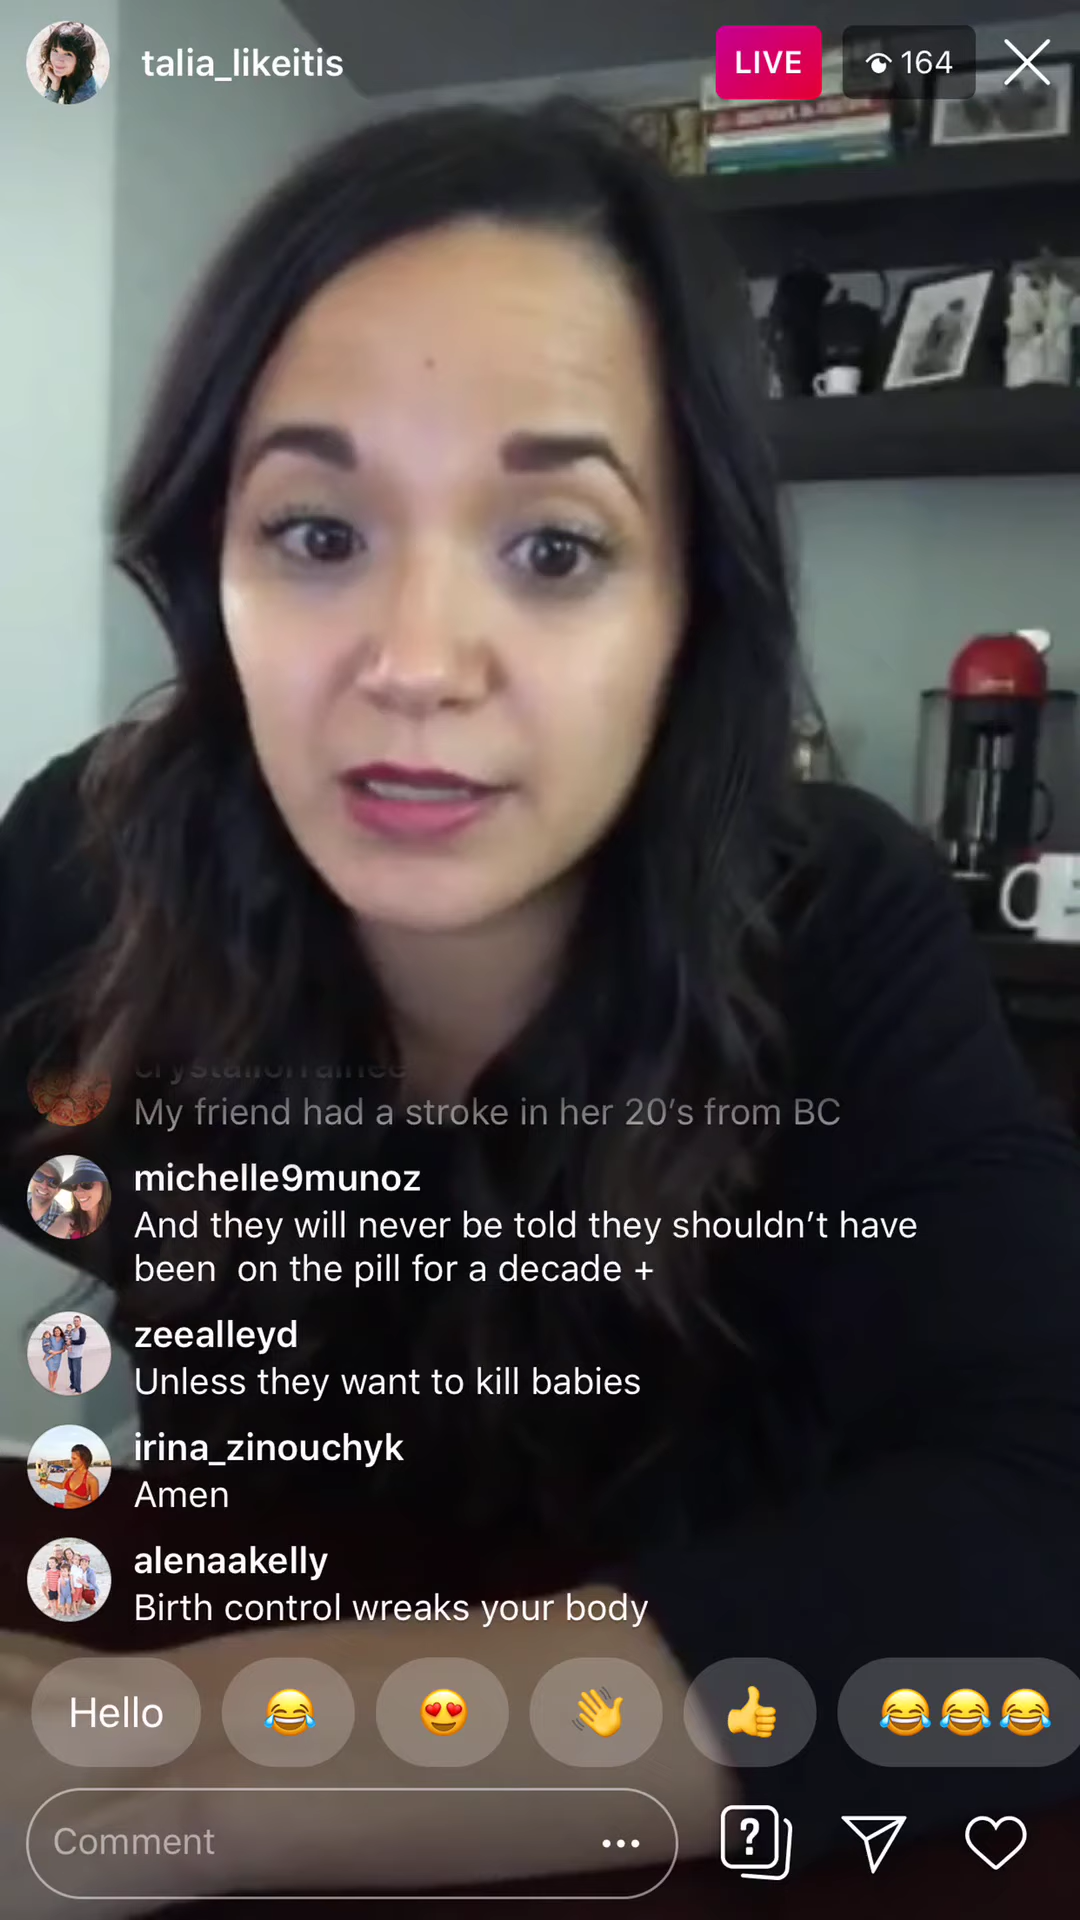 talia_likeitis
LIVE
164
crystallorrainee
My friend had a stroke in her 20’s from BC
michelle9munoz
And they will never be told they shouldn’t have
been  on the pill for a decade +
zeealleyd
Unless they want to kill babies
irina_zinouchyk
Amen
alenaakelly
Birth control wreaks your body
Hello
Comment